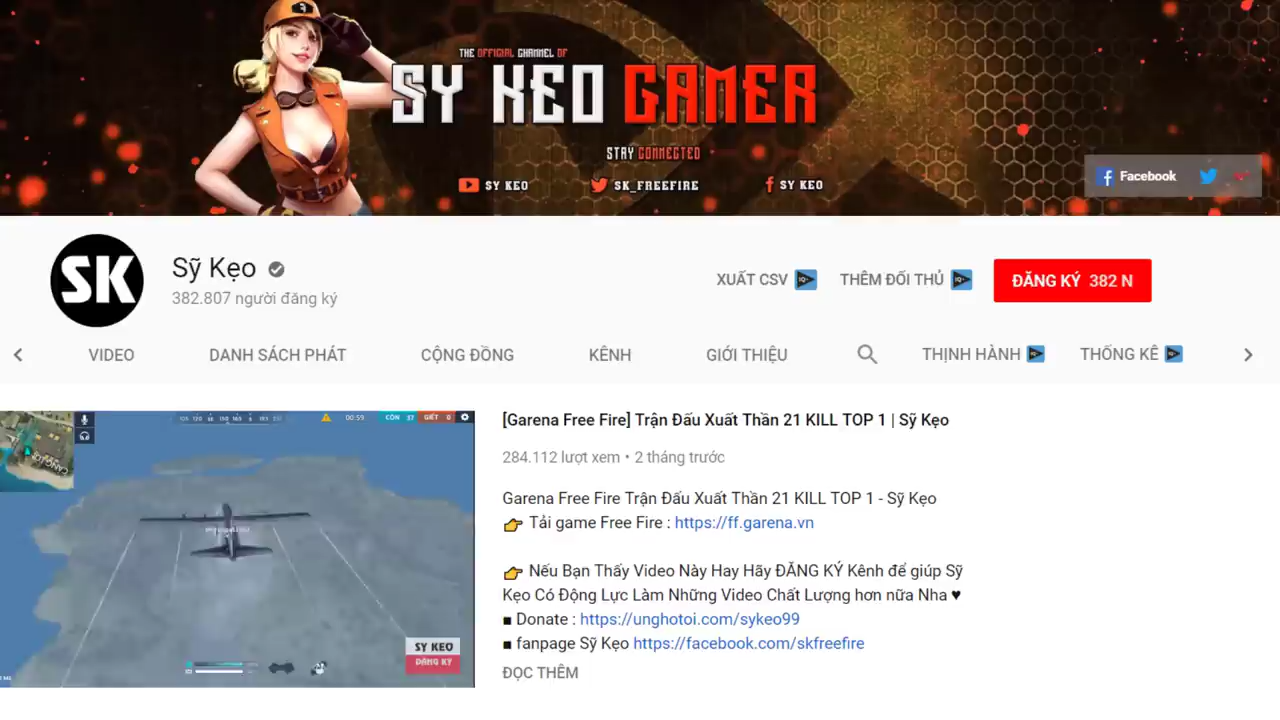 THE OFFICIAL CHANNEL OF
SY KEO GAMER
STAY CONNECTED
SY KEO
SK_FREEFIRE
SY KEO
Facebook
SK
Sỹ Kẹo
382.807 người đăng ký
XUẤT CSV
THÊM ĐỐI THỦ
ĐĂNG KÝ 382 N
VIDEO
DANH SÁCH PHÁT
CỘNG ĐỒNG
KÊNH
GIỚI THIỆU
THỊNH HÀNH
THỐNG KÊ
00:59
CÒN 37
GIẾT 0
[Garena Free Fire] Trận Đấu Xuất Thần 21 KILL TOP 1 | Sỹ Kẹo
284.112 lượt xem • 2 tháng trước
Garena Free Fire Trận Đấu Xuất Thần 21 KILL TOP 1 - Sỹ Kẹo
👉 Tải game Free Fire : https://ff.garena.vn
👉 Nếu Bạn Thấy Video Này Hay Hãy ĐĂNG KÝ Kênh để giúp Sỹ
Kẹo Có Động Lực Làm Những Video Chất Lượng hơn nữa Nha ♥
■ Donate : https://unghotoi.com/sykeo99
■ fanpage Sỹ Kẹo https://facebook.com/skfreefire
ĐỌC THÊM
SY KEO
ĐĂNG KÝ